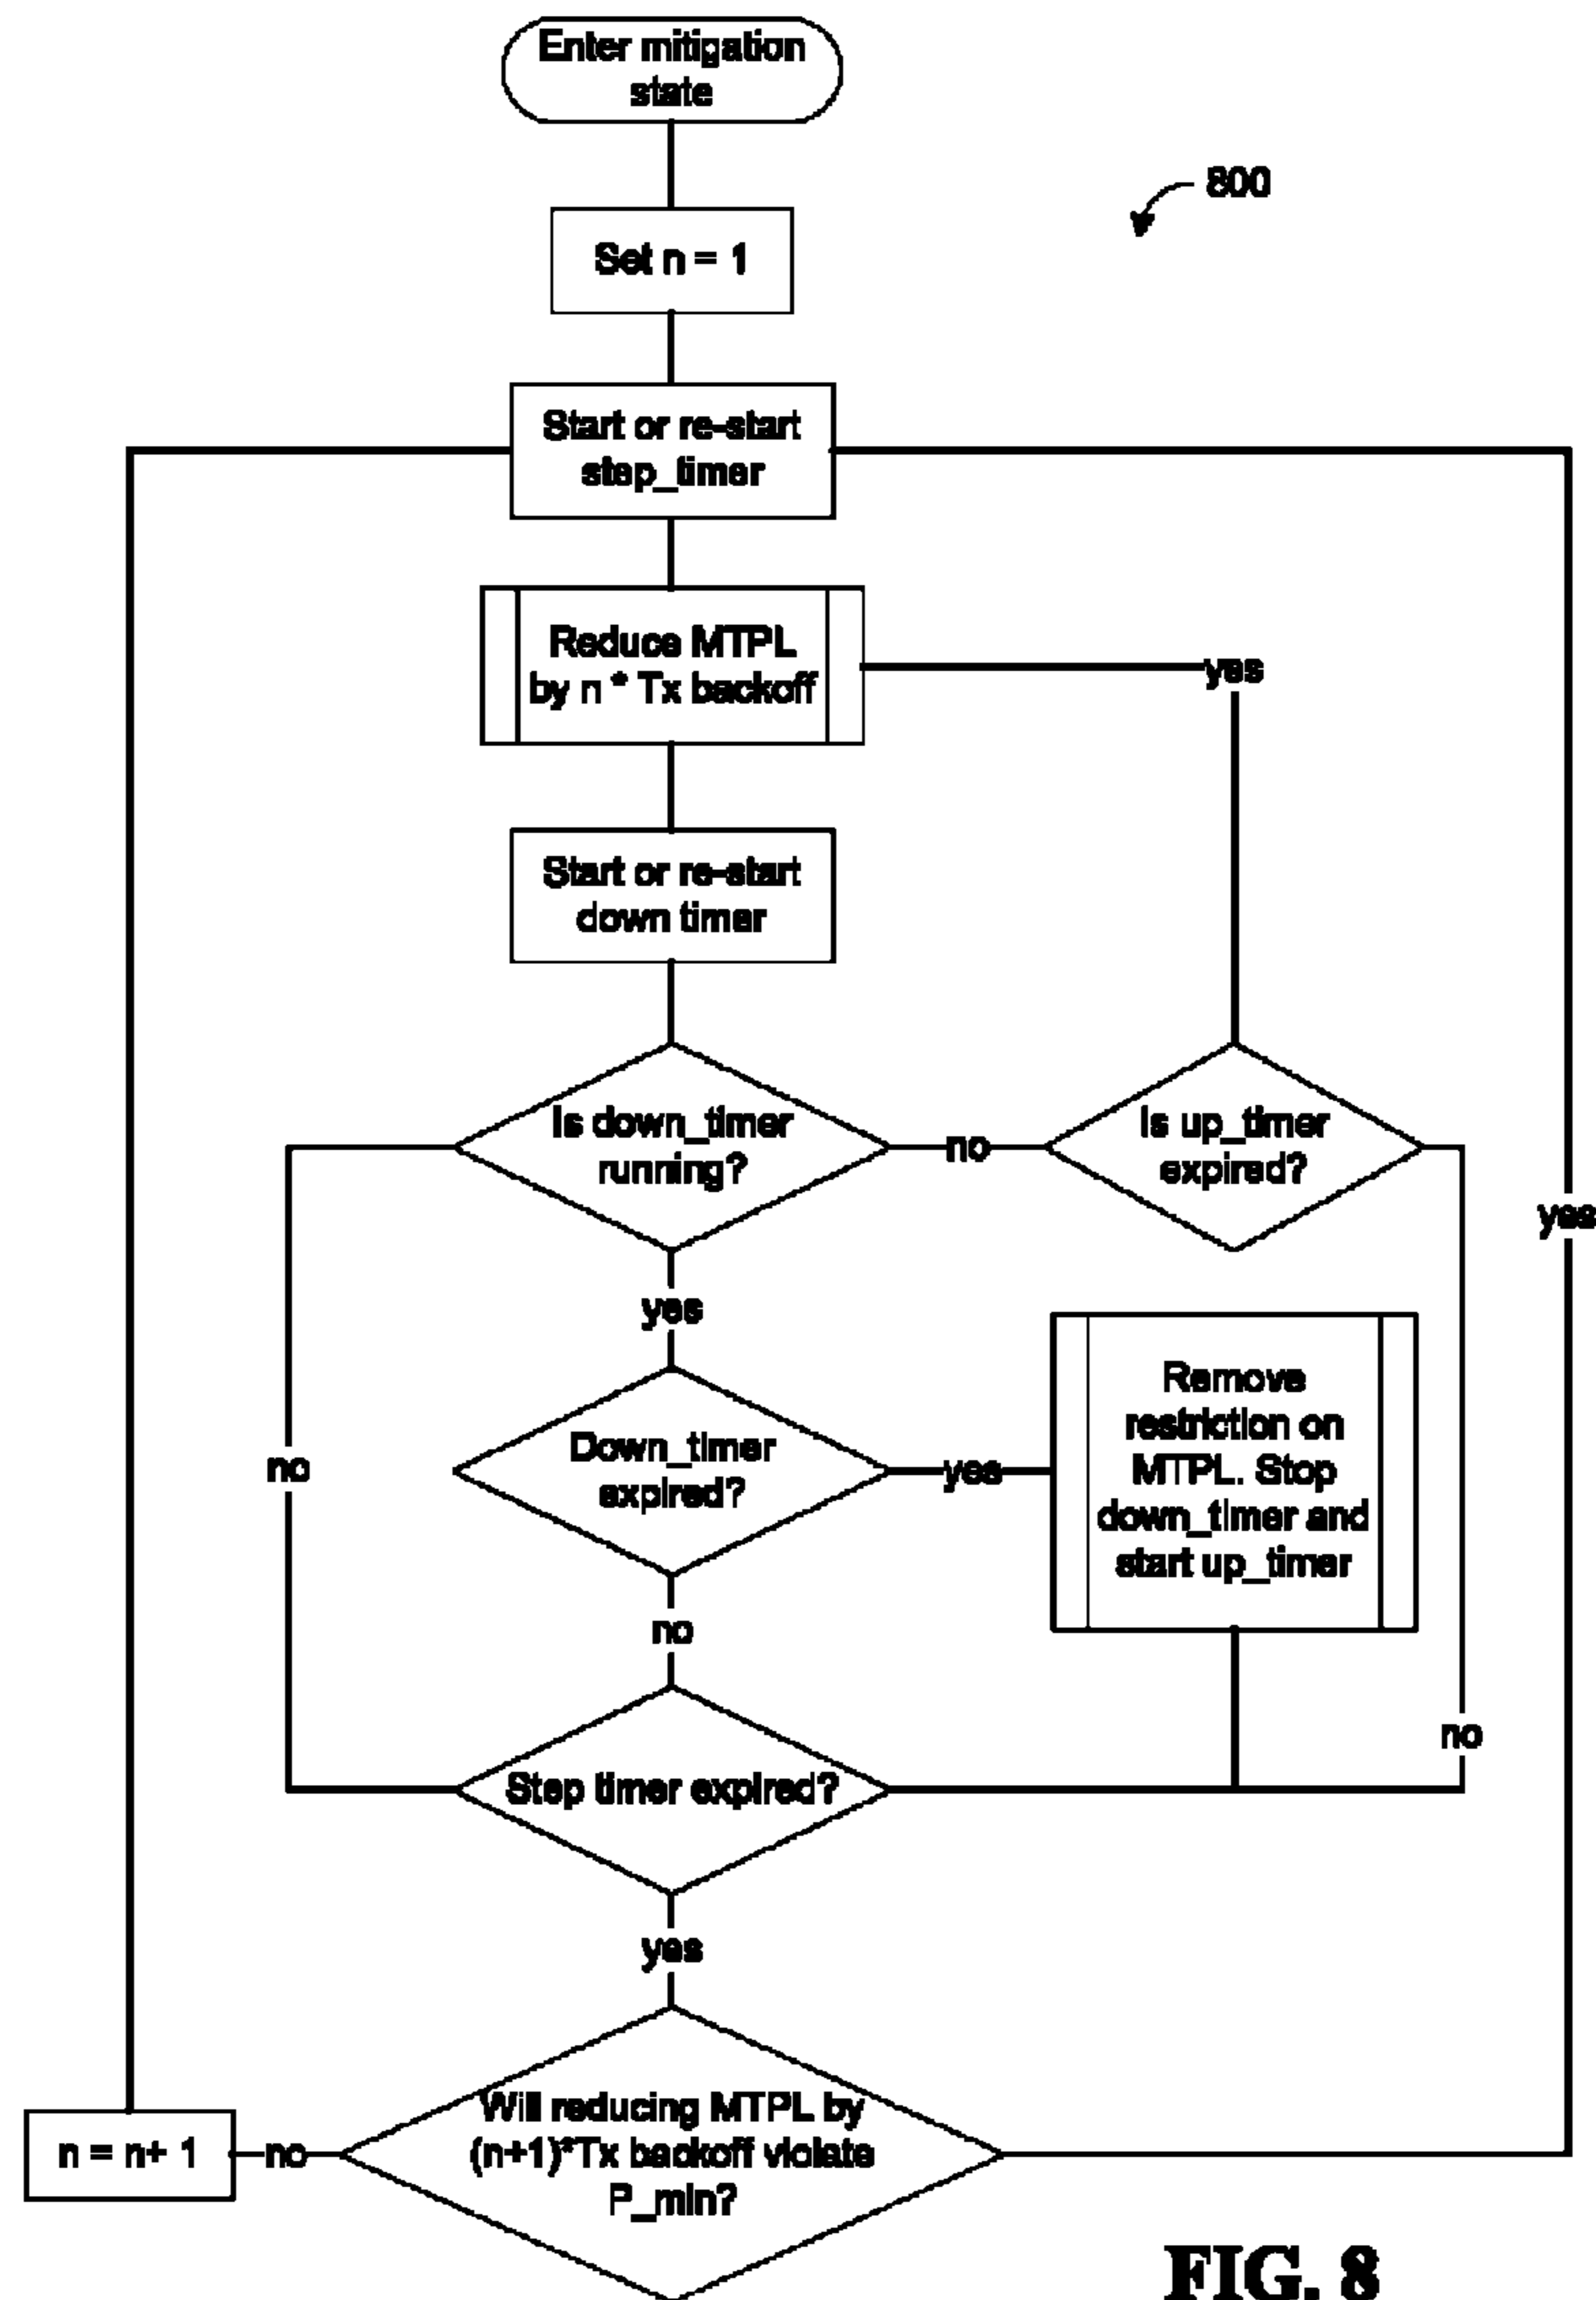 Enter mitigation
state
800
Set n = 1
Start or re-start
step_timer
Reduce MTPL
by n * Tx backoff
yes
Start or re-start
down timer
Is down_timer
running?
no
Is up_timer
expired?
yes
yes
Remove
restriction on
MTPL. Stop
down_timer and
start up_timer
no
Down_timer
expired?
yes
no
no
Step timer expired?
yes
Will reducing MTPL by
(n+1)*Tx backoff violate
P_min?
no
n = n+ 1
FIG. 8